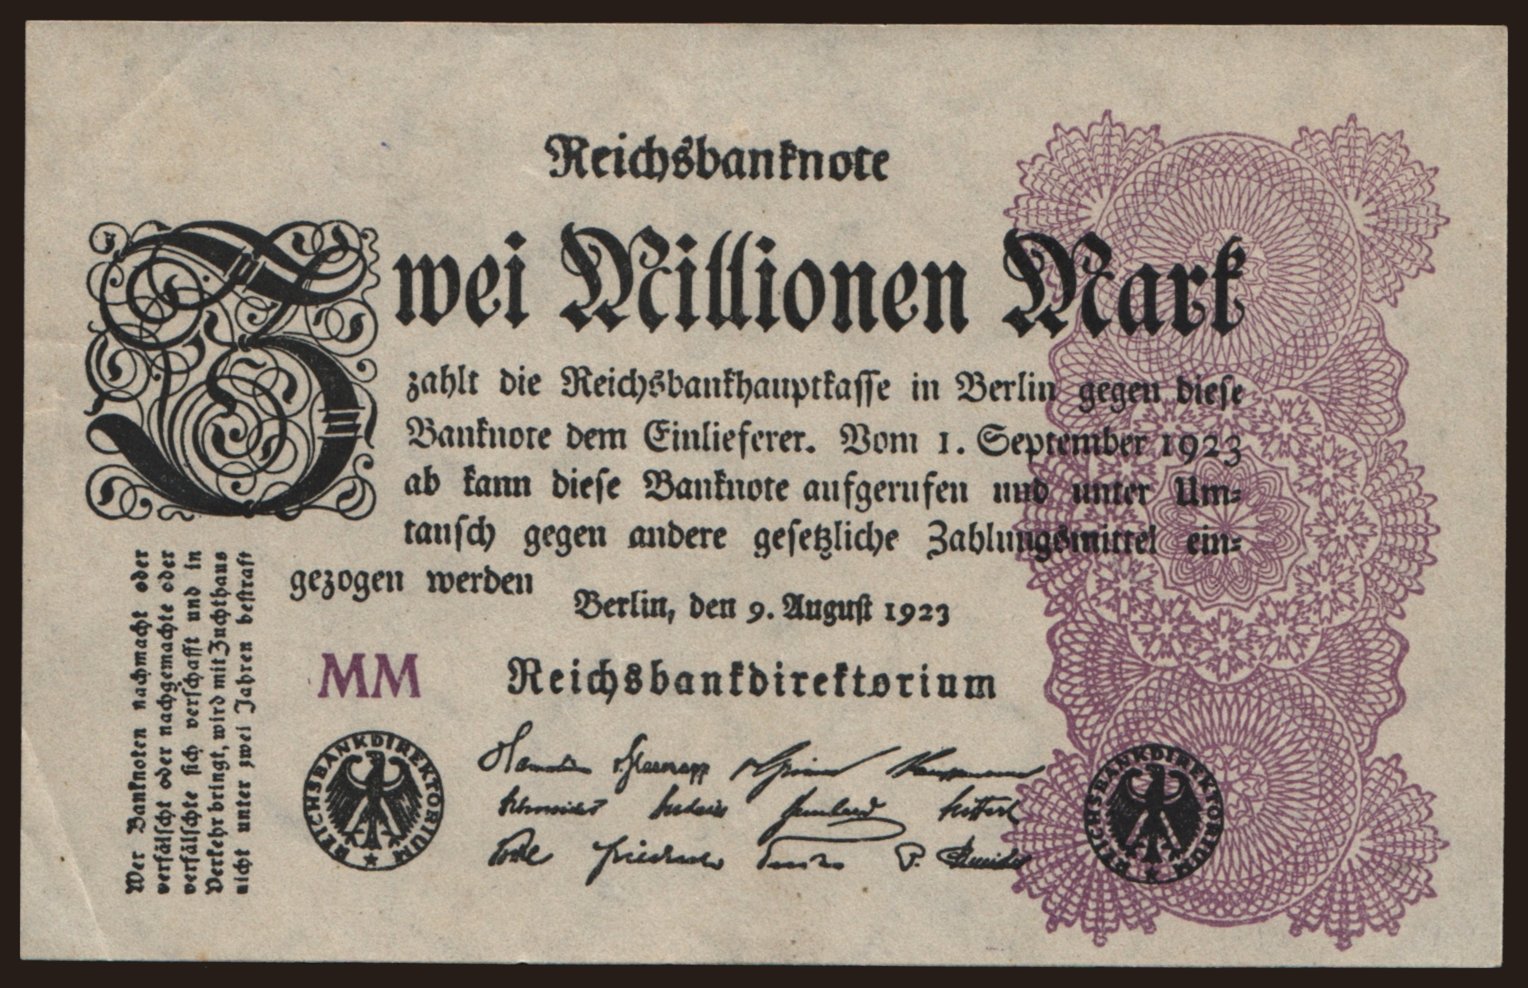 Reichsbanknote
Zwei Millionen Mark
zahlt die Reichsbankhauptkasse in Berlin gegen diese
Banknote dem Einlieferer. Vom 1. September 1923
ab kann diese Banknote aufgerufen und unter Um=
tausch gegen andere gesetzliche Zahlungsmittel ein=
gezogen werden
Berlin, den 9. August 1923
MM
Reichsbankdirektorium
REICHSBANKDIREKTORIUM
REICHSBANKDIREKTORIUM
Wer Banknoten nachmacht oder
verfälscht oder nachgemachte oder
verfälschte sich verschafft und in
Verkehr bringt, wird mit Zuchthaus
nicht unter zwei Jahren bestraft